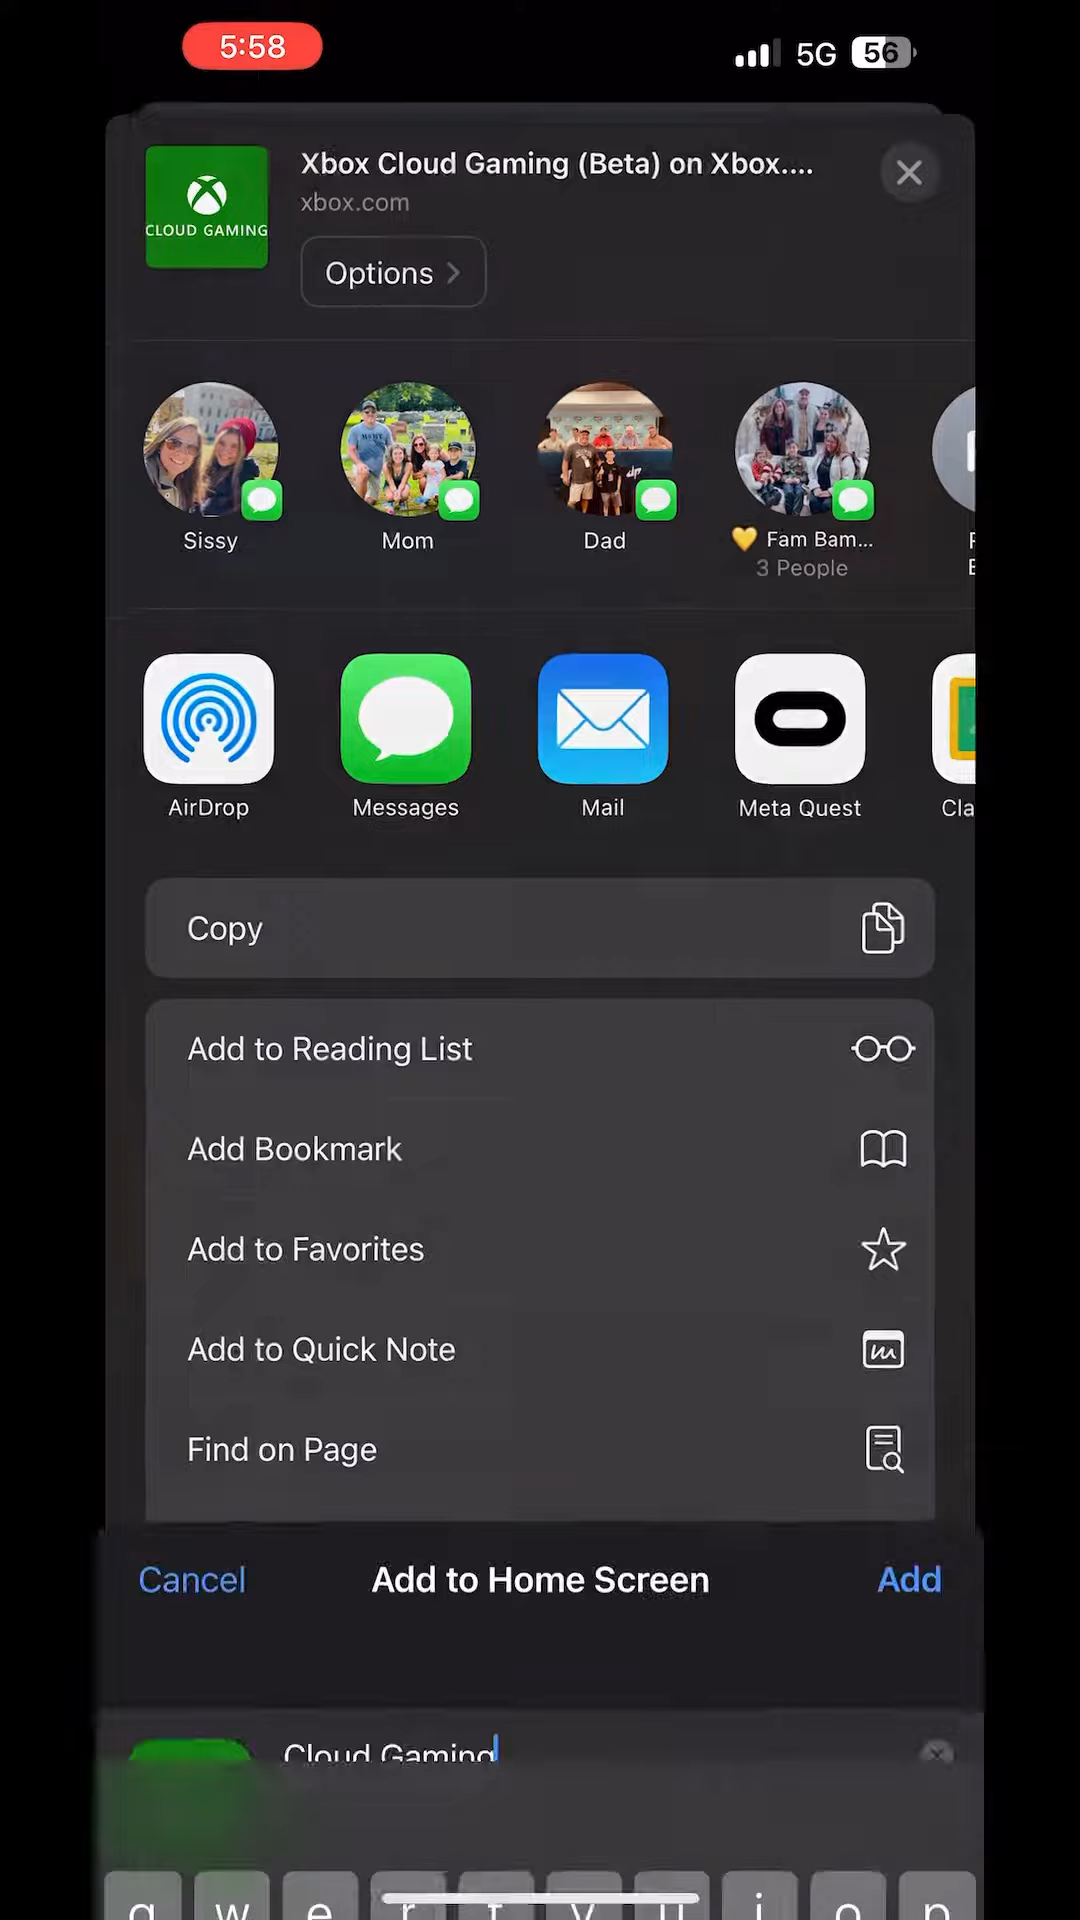 5:58
5G 56
Xbox Cloud Gaming (Beta) on Xbox....
xbox.com
CLOUD GAMING
Options
Sissy
Mom
Dad
💛 Fam Bam...
3 People
AirDrop
Messages
Mail
Meta Quest
Cla
Copy
Add to Reading List
Add Bookmark
Add to Favorites
Add to Quick Note
Find on Page
Cancel
Add to Home Screen
Add
Cloud Gaming
q w e r t y u i o p